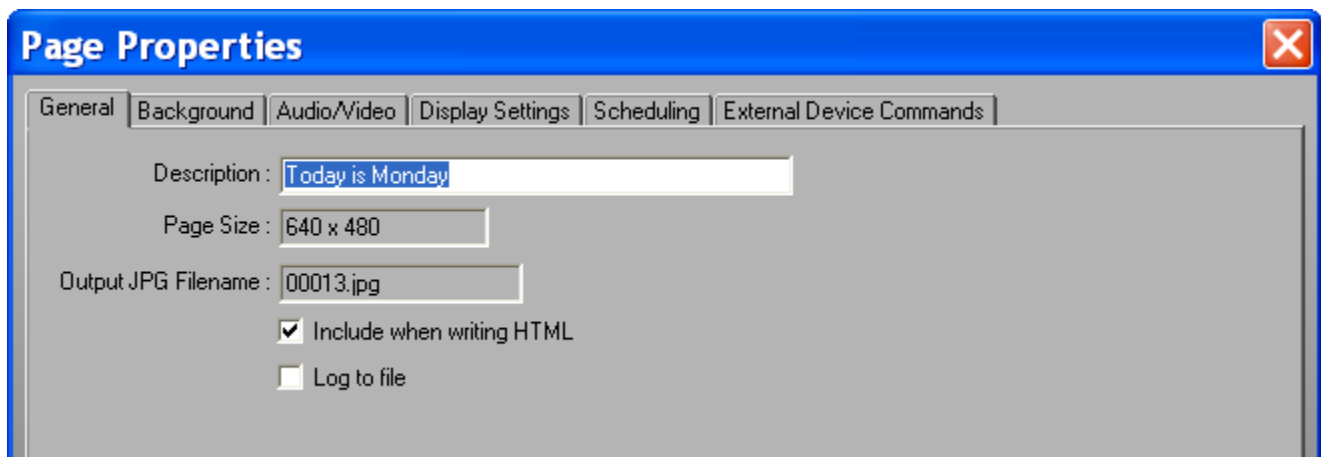 Page Properties
General Background Audio/Video Display Settings Scheduling External Device Commands
Description : Today is Monday
Page Size : 640 x 480
Output JPG Filename : 00013.jpg
Include when writing HTML
Log to file